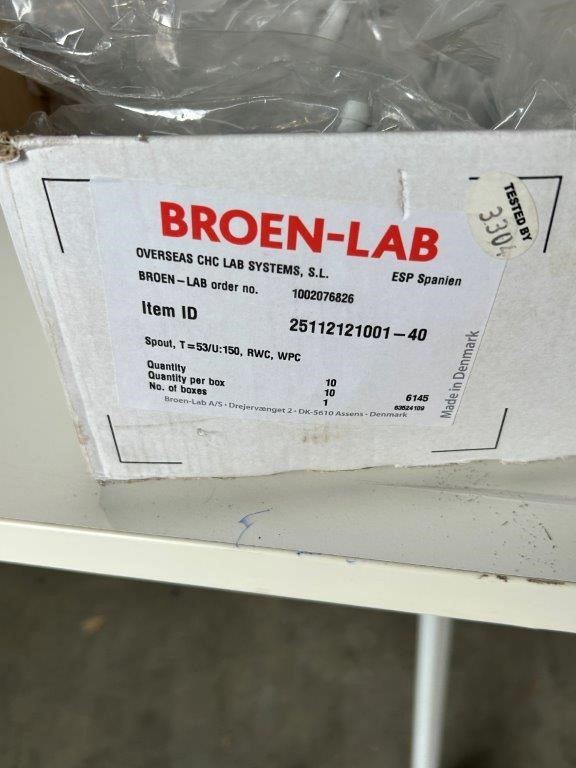 BROEN-LAB
TESTED BY
3304
OVERSEAS CHC LAB SYSTEMS, S.L. ESP Spanien
BROEN-LAB order no. 1002076826
Item ID 25112121001-40
Spout, T=53/U:150, RWC, WPC
Quantity 10
Quantity per box 10 6145
No. of boxes 1 63524109
Broen-Lab A/S · Drejervænget 2 · DK-5610 Assens · Denmark
Made in Denmark